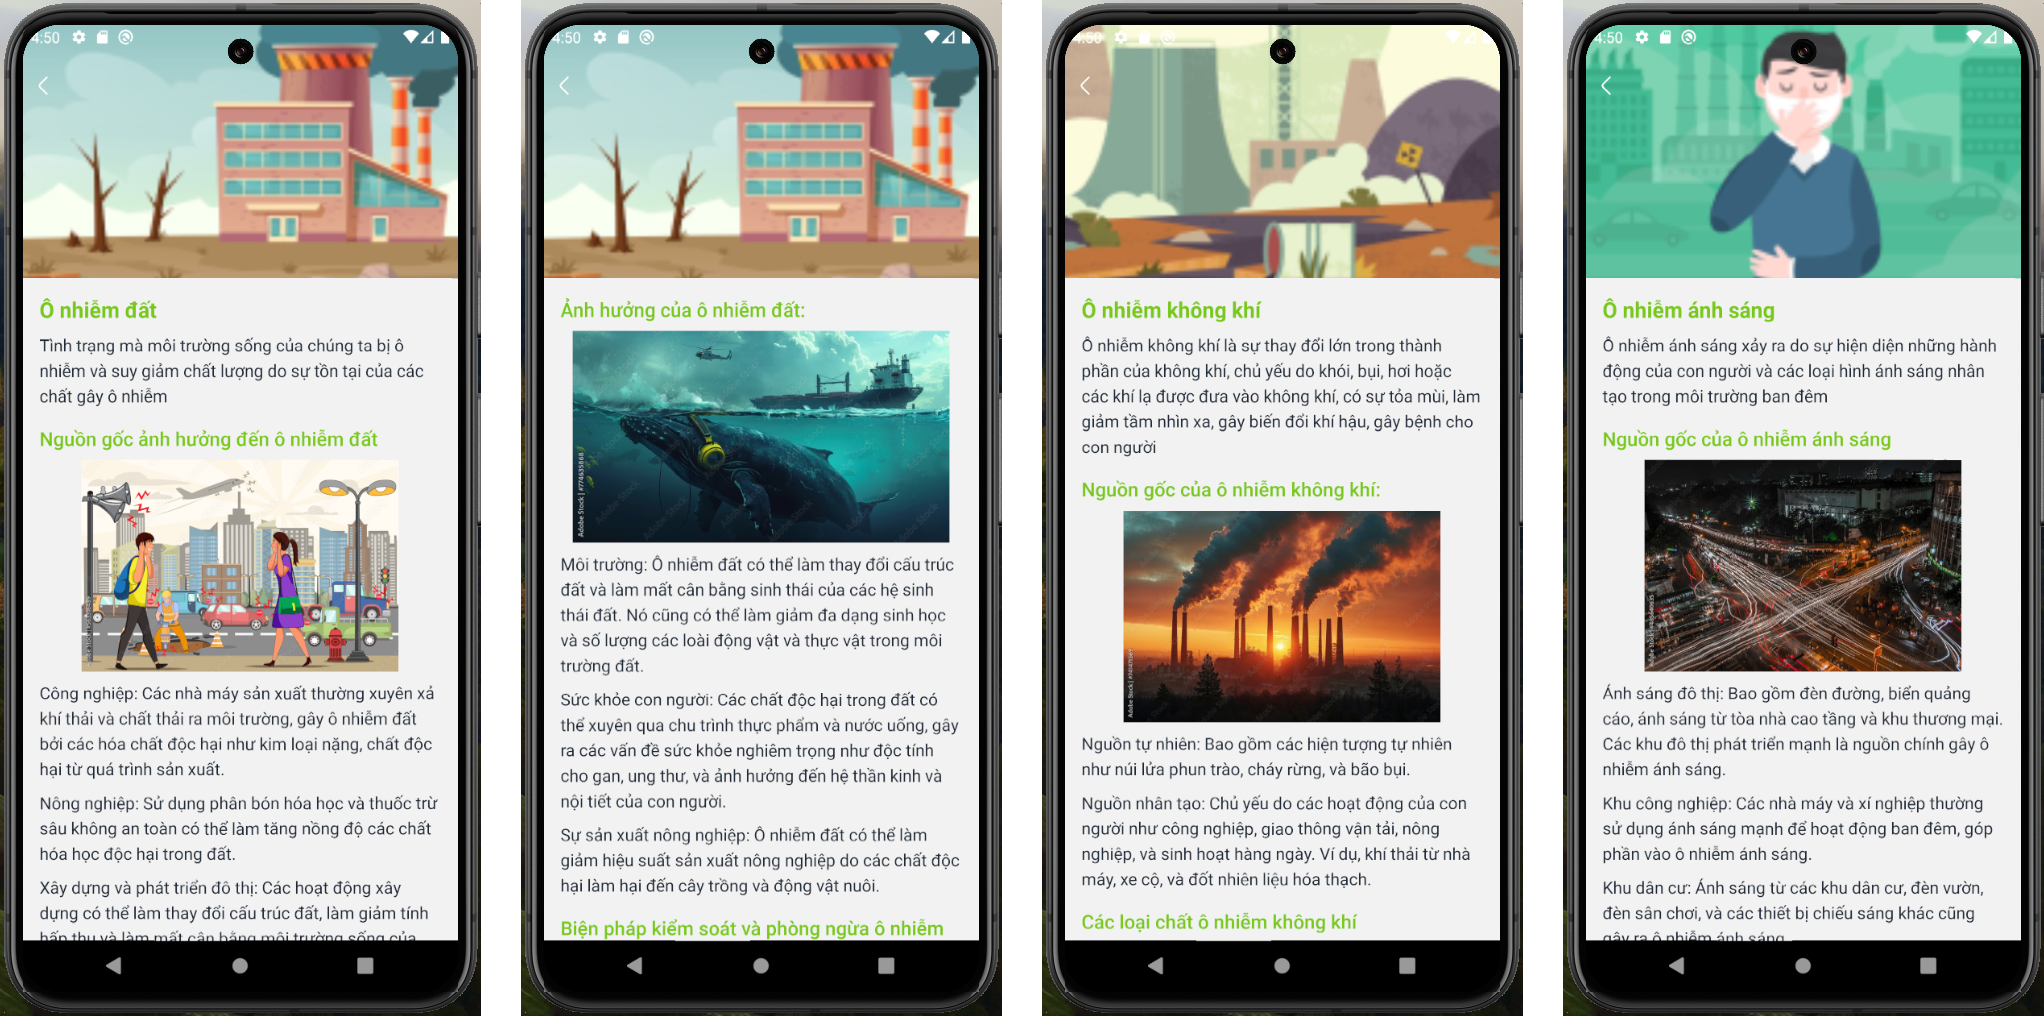 4:50
Ô nhiễm đất
Tình trạng mà môi trường sống của chúng ta bị ô
nhiễm và suy giảm chất lượng do sự tồn tại của các
chất gây ô nhiễm
Nguồn gốc ảnh hưởng đến ô nhiễm đất
Công nghiệp: Các nhà máy sản xuất thường xuyên xả
khí thải và chất thải ra môi trường, gây ô nhiễm đất
bởi các hóa chất độc hại như kim loại nặng, chất độc
hại từ quá trình sản xuất.
Nông nghiệp: Sử dụng phân bón hóa học và thuốc trừ
sâu không an toàn có thể làm tăng nồng độ các chất
hóa học độc hại trong đất.
Xây dựng và phát triển đô thị: Các hoạt động xây
dựng có thể làm thay đổi cấu trúc đất, làm giảm tính
hấp thụ và làm mất cân bằng môi trường sống của
4:50
Ảnh hưởng của ô nhiễm đất:
Adobe Stock | #774635868
Môi trường: Ô nhiễm đất có thể làm thay đổi cấu trúc
đất và làm mất cân bằng sinh thái của các hệ sinh
thái đất. Nó cũng có thể làm giảm đa dạng sinh học
và số lượng các loài động vật và thực vật trong môi
trường đất.
Sức khỏe con người: Các chất độc hại trong đất có
thể xuyên qua chu trình thực phẩm và nước uống, gây
ra các vấn đề sức khỏe nghiêm trọng như độc tính
cho gan, ung thư, và ảnh hưởng đến hệ thần kinh và
nội tiết của con người.
Sự sản xuất nông nghiệp: Ô nhiễm đất có thể làm
giảm hiệu suất sản xuất nông nghiệp do các chất độc
hại làm hại đến cây trồng và động vật nuôi.
Biện pháp kiểm soát và phòng ngừa ô nhiễm
4:50
Ô nhiễm không khí
Ô nhiễm không khí là sự thay đổi lớn trong thành
phần của không khí, chủ yếu do khói, bụi, hơi hoặc
các khí lạ được đưa vào không khí, có sự tỏa mùi, làm
giảm tầm nhìn xa, gây biến đổi khí hậu, gây bệnh cho
con người
Nguồn gốc của ô nhiễm không khí:
Adobe Stock
Nguồn tự nhiên: Bao gồm các hiện tượng tự nhiên
như núi lửa phun trào, cháy rừng, và bão bụi.
Nguồn nhân tạo: Chủ yếu do các hoạt động của con
người như công nghiệp, giao thông vận tải, nông
nghiệp, và sinh hoạt hàng ngày. Ví dụ, khí thải từ nhà
máy, xe cộ, và đốt nhiên liệu hóa thạch.
Các loại chất ô nhiễm không khí
4:50
Ô nhiễm ánh sáng
Ô nhiễm ánh sáng xảy ra do sự hiện diện những hành
động của con người và các loại hình ánh sáng nhân
tạo trong môi trường ban đêm
Nguồn gốc của ô nhiễm ánh sáng
Ánh sáng đô thị: Bao gồm đèn đường, biển quảng
cáo, ánh sáng từ tòa nhà cao tầng và khu thương mại.
Các khu đô thị phát triển mạnh là nguồn chính gây ô
nhiễm ánh sáng.
Khu công nghiệp: Các nhà máy và xí nghiệp thường
sử dụng ánh sáng mạnh để hoạt động ban đêm, góp
phần vào ô nhiễm ánh sáng.
Khu dân cư: Ánh sáng từ các khu dân cư, đèn vườn,
đèn sân chơi, và các thiết bị chiếu sáng khác cũng
gây ra ô nhiễm ánh sáng